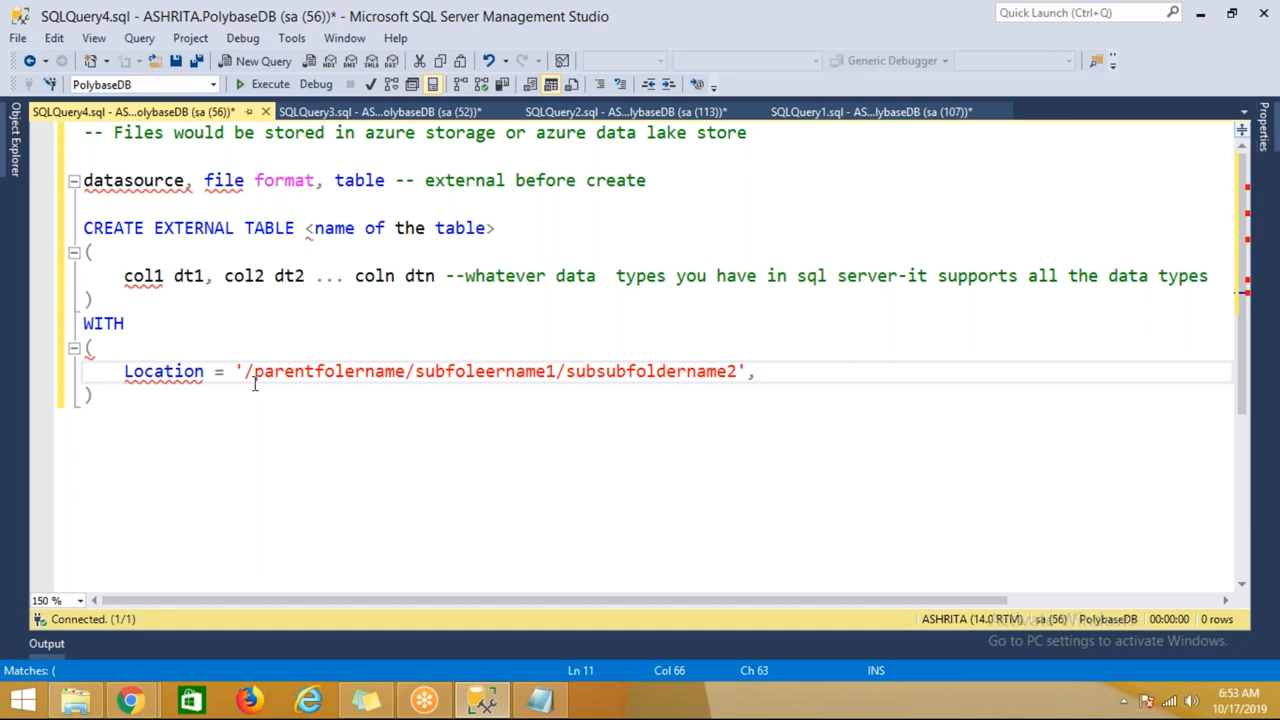 SQLQuery4.sql - ASHRITA.PolybaseDB (sa (56))* - Microsoft SQL Server Management Studio
Quick Launch (Ctrl+Q)
File Edit View Query Project Debug Tools Window Help
New Query
Generic Debugger
PolybaseDB
Execute Debug
SQLQuery4.sql - AS...olybaseDB (sa (56))* SQLQuery3.sql - AS...olybaseDB (sa (52))* SQLQuery2.sql - AS...lybaseDB (sa (113))* SQLQuery1.sql - AS...lybaseDB (sa (107))*
Object Explorer
Properties
-- Files would be stored in azure storage or azure data lake store
datasource, file format, table -- external before create
CREATE EXTERNAL TABLE <name of the table>
(
col1 dt1, col2 dt2 ... coln dtn --whatever data  types you have in sql server-it supports all the data types
)
WITH
(
Location = '/parentfolername/subfoleername1/subsubfoldername2',
)
150 %
Connected. (1/1)
ASHRITA (14.0 RTM) sa (56) PolybaseDB 00:00:00 0 rows
Activate Windows
Go to PC settings to activate Windows.
Output
Matches: (
Ln 11 Col 66 Ch 63 INS
6:53 AM
10/17/2019